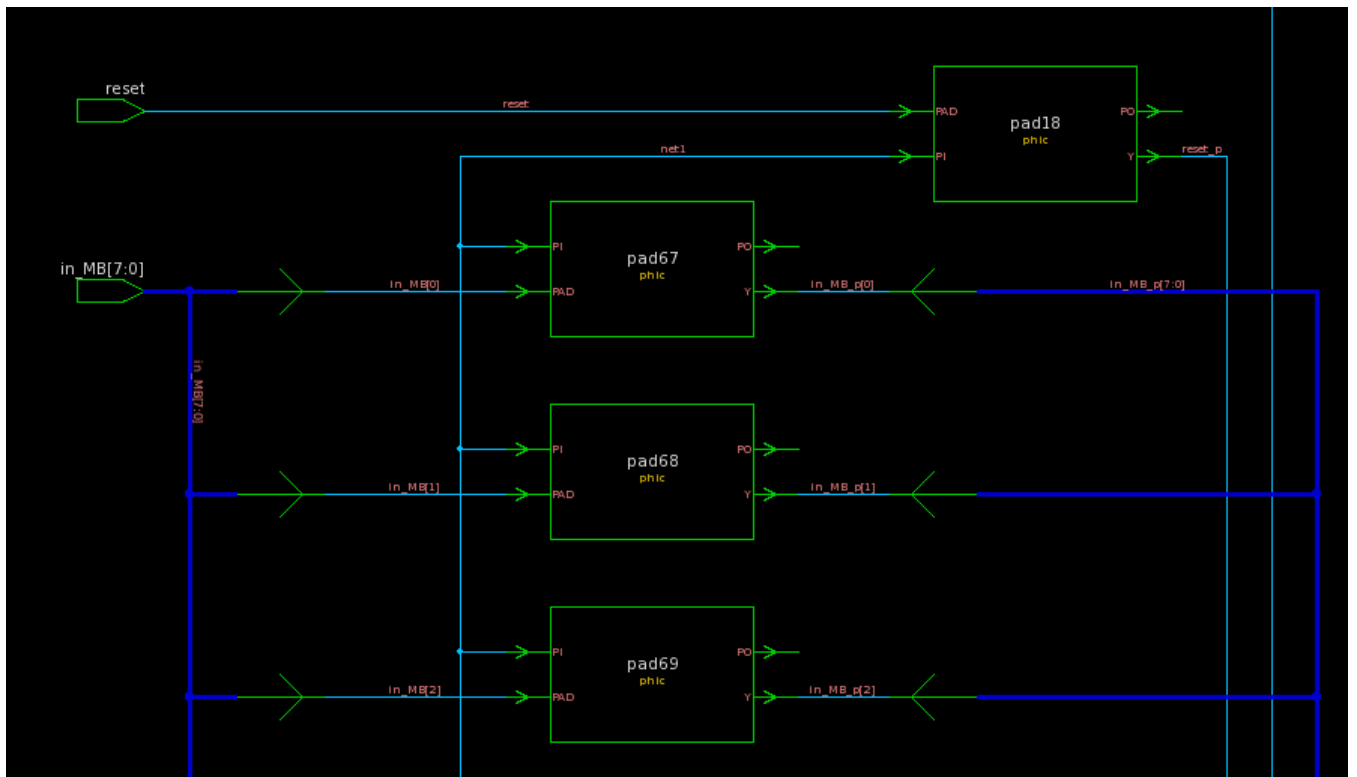 reset
reset
PAD
PO
pad18
phic
net1
PI
Y
reset_p
PI
PO
pad67
phic
in_MB[7:0]
in_MB[0]
PAD
Y
in_MB_p[0]
in_MB_p[7:0]
in_MB[7:0]
PI
PO
pad68
phic
in_MB[1]
PAD
Y
in_MB_p[1]
PI
PO
pad69
phic
in_MB[2]
PAD
Y
in_MB_p[2]